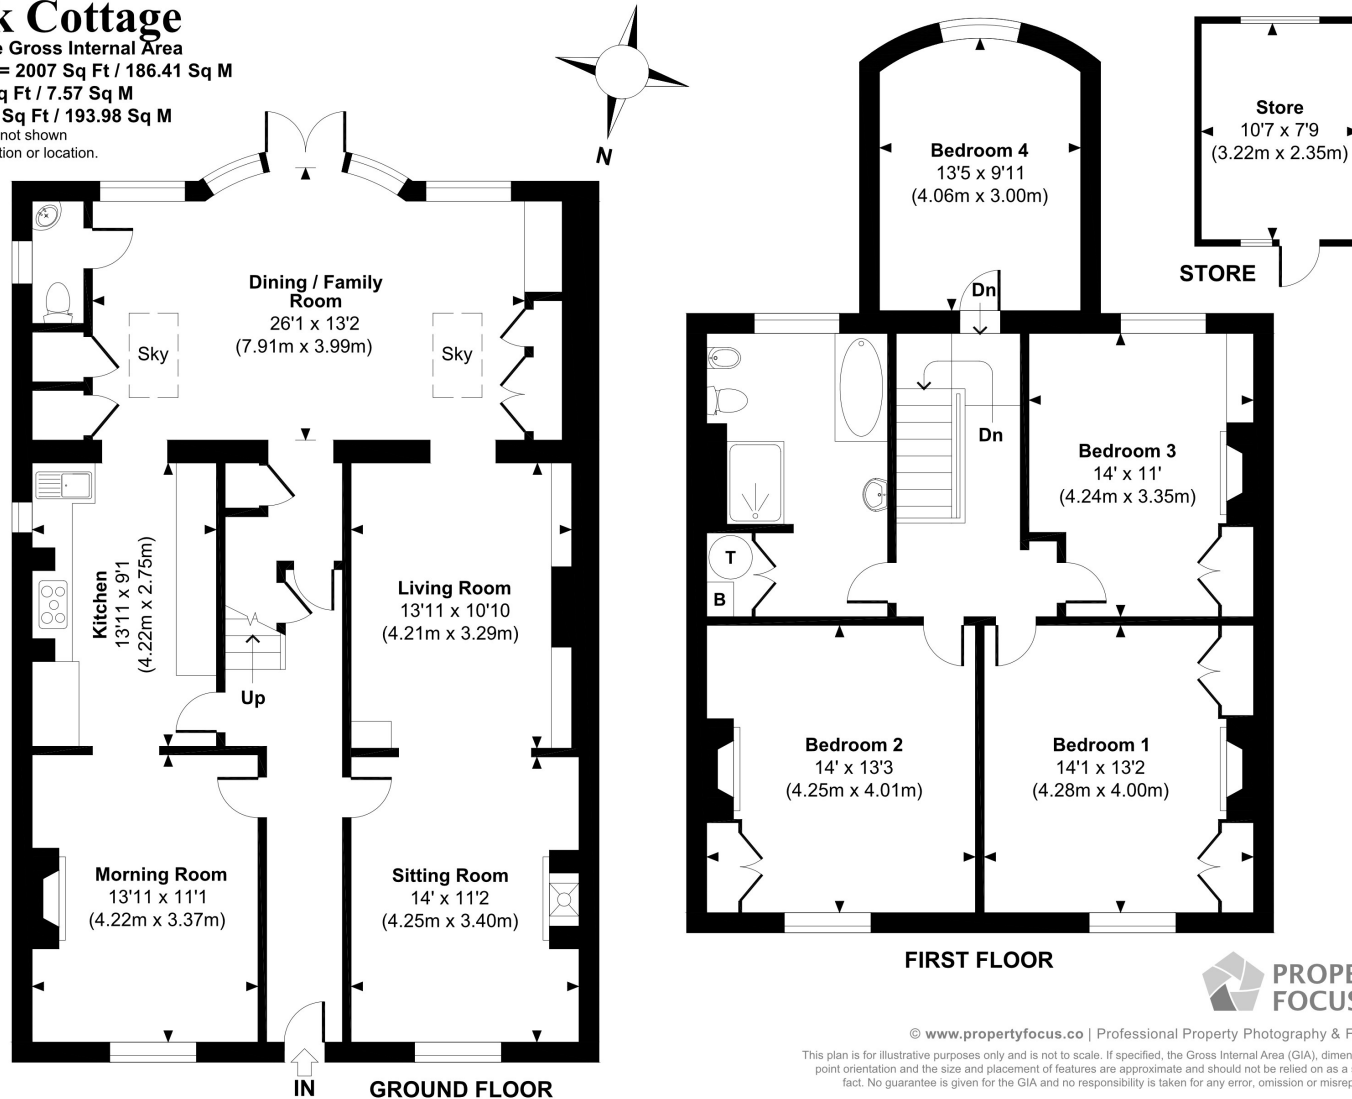 k Cottage
e Gross Internal Area
= 2007 Sq Ft / 186.41 Sq M
q Ft / 7.57 Sq M
Sq Ft / 193.98 Sq M
not shown
tion or location.
N
Dining / Family
Room
26'1 x 13'2
(7.91m x 3.99m)
Sky
Sky
Kitchen
13'11 x 9'1
(4.22m x 2.75m)
Living Room
13'11 x 10'10
(4.21m x 3.29m)
Up
Morning Room
13'11 x 11'1
(4.22m x 3.37m)
Sitting Room
14' x 11'2
(4.25m x 3.40m)
IN
GROUND FLOOR
Bedroom 4
13'5 x 9'11
(4.06m x 3.00m)
Dn
Dn
Store
10'7 x 7'9
(3.22m x 2.35m)
STORE
Bedroom 3
14' x 11'
(4.24m x 3.35m)
T
B
Bedroom 2
14' x 13'3
(4.25m x 4.01m)
Bedroom 1
14'1 x 13'2
(4.28m x 4.00m)
FIRST FLOOR
PROPE
FOCUS
© www.propertyfocus.co | Professional Property Photography & F
This plan is for illustrative purposes only and is not to scale. If specified, the Gross Internal Area (GIA), dimen
point orientation and the size and placement of features are approximate and should not be relied on as a s
fact. No guarantee is given for the GIA and no responsibility is taken for any error, omission or misrep